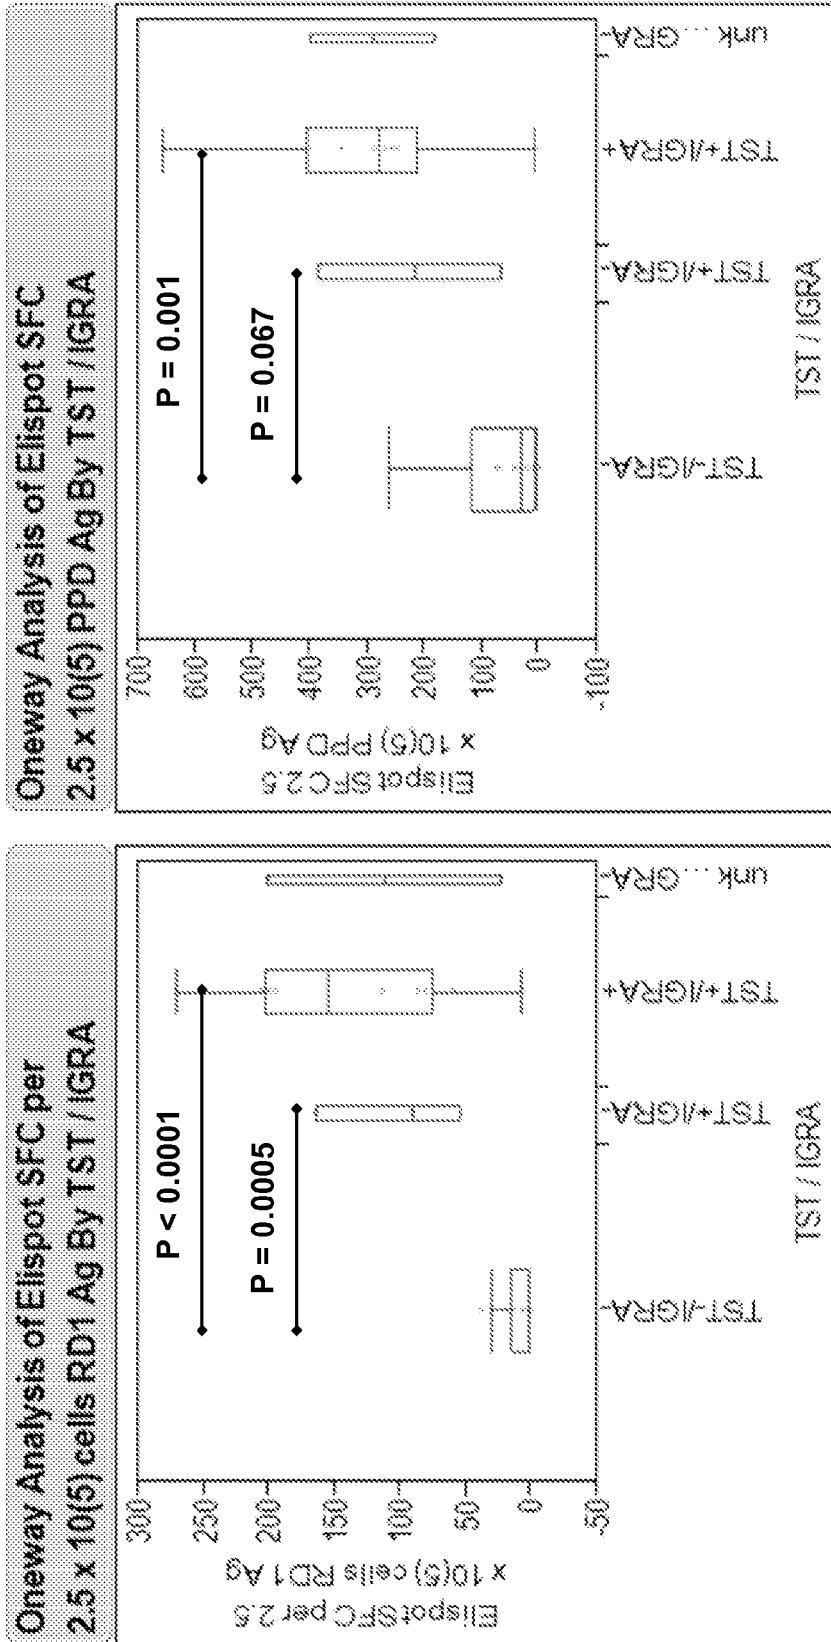 Oneway Analysis of Elispot SFC per
2.5 x 10(5) cells RD1 Ag By TST / IGRA
Elispot SFC per 2.5
x 10(5) cells RD1 Ag
300
250
200
150
100
50
0
-50
P < 0.0001
P = 0.0005
TST-/IGRA-
TST+/IGRA-
TST+/IGRA+
unk ... GRA-
TST / IGRA
Oneway Analysis of Elispot SFC
2.5 x 10(5) PPD Ag By TST / IGRA
Elispot SFC 2.5
x 10(5) PPD Ag
700
600
500
400
300
200
100
0
-100
P = 0.001
P = 0.067
TST-/IGRA-
TST+/IGRA-
TST+/IGRA+
unk ... GRA-
TST / IGRA